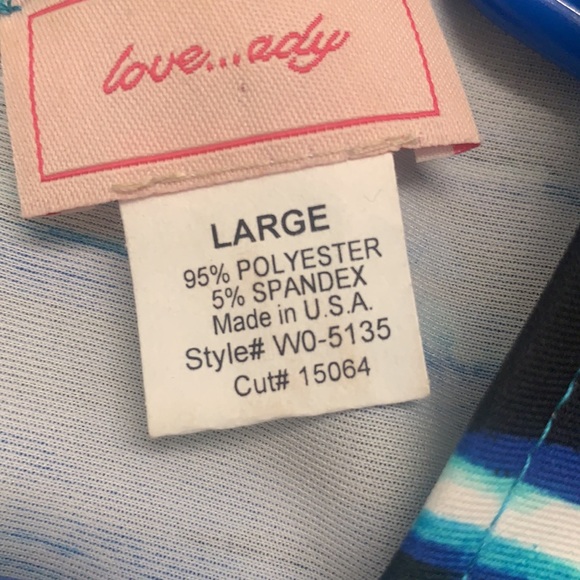 love...ady
LARGE
95% POLYESTER
5% SPANDEX
Made in U.S.A.
Style# W0-5135
Cut# 15064